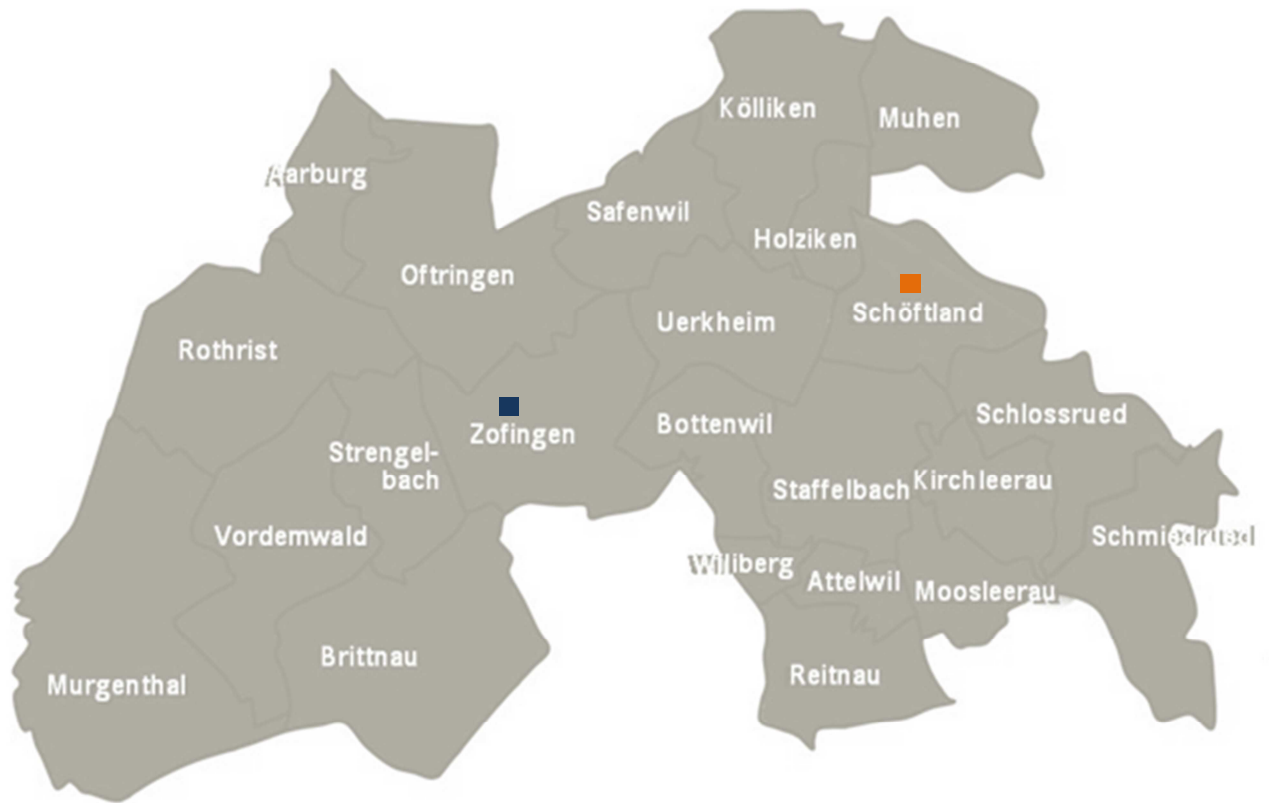 Kölliken
Muhen
Aarburg
Safenwil
Holziken
Oftringen
Schöftland
Uerkheim
Rothrist
Schlossrued
Bottenwil
Zofingen
Strengel-
bach
Kirchleerau
Staffelbach
Vordemwald
Schmiedrued
Wiliberg
Attelwil
Moosleerau
Brittnau
Reitnau
Murgenthal